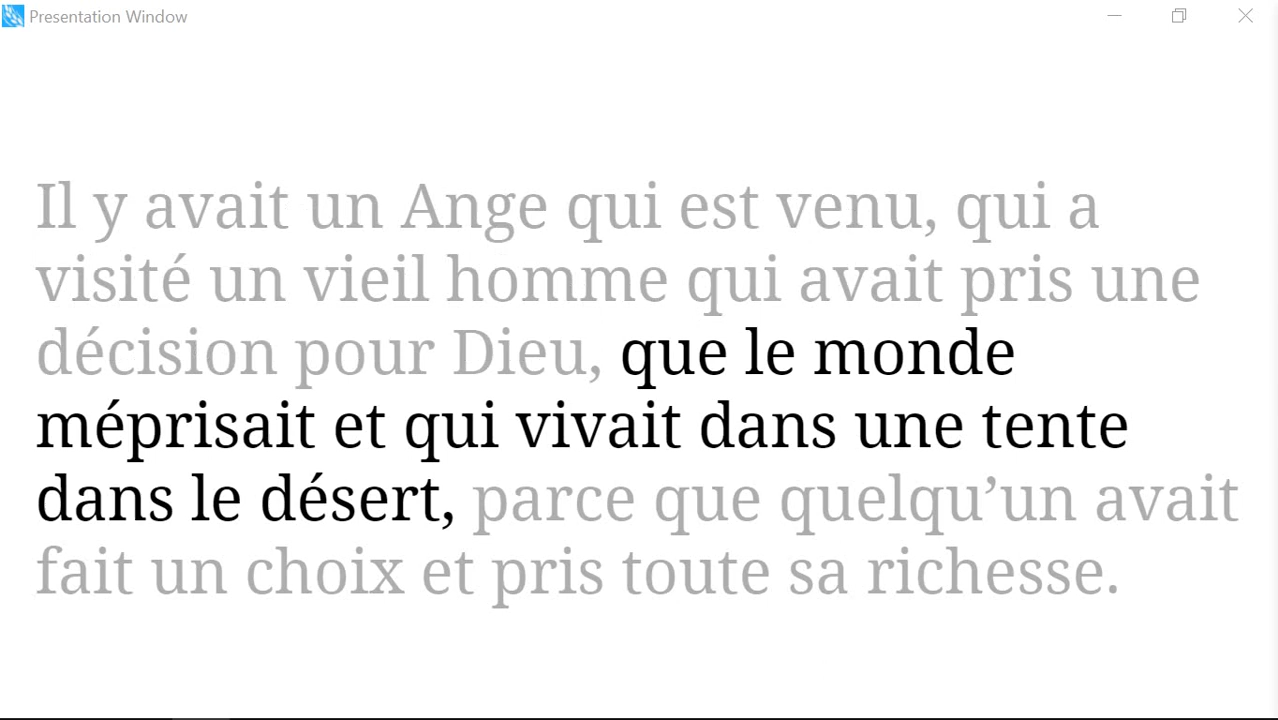 Presentation Window
Il y avait un Ange qui est venu, qui a
visité un vieil homme qui avait pris une
décision pour Dieu, que le monde
méprisait et qui vivait dans une tente
dans le désert, parce que quelqu’un avait
fait un choix et pris toute sa richesse.